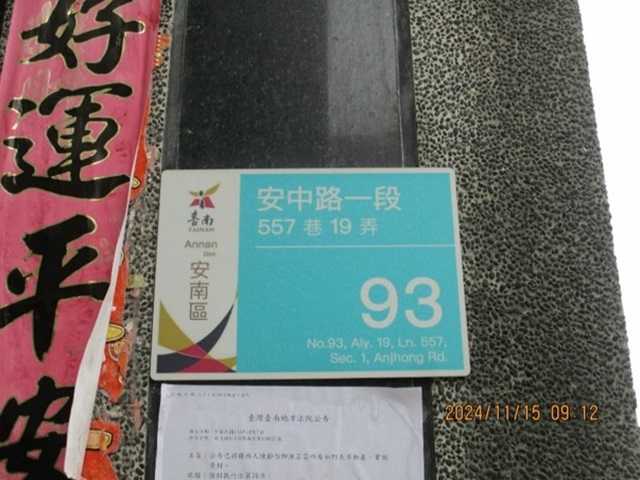 好運平安
臺南
TAINAN
Annan
Dist.
安南區
安中路一段
557 巷 19 弄
93
No.93, Aly. 19, Ln. 557,
Sec. 1, Anjhong Rd.
臺灣臺南地方法院公告
2024/11/15 09:12